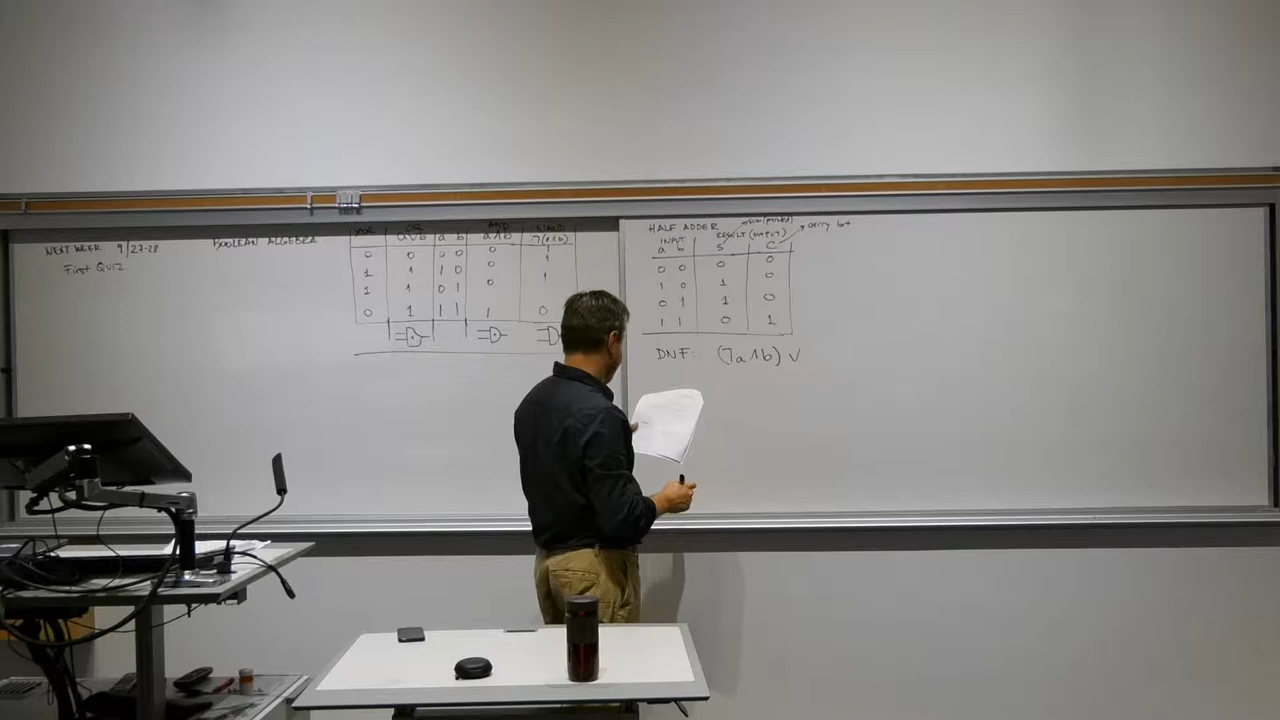 NEXT WEEK 9/27-28
First QUIZ
BOOLEAN ALGEBRA
XOR OR AND NAND
a∨b a b a∧b ¬(a∧b)
0 0 0 0 0 1
1 1 1 0 0 1
1 1 0 1 0 1
0 1 1 1 1 0
HALF ADDER
INPUT RESULT (OUTPUT) carry bit
a b S C
0 0 0 0
1 0 1 0
0 1 1 0
1 1 0 1
DNF: (¬a∧b) ∨